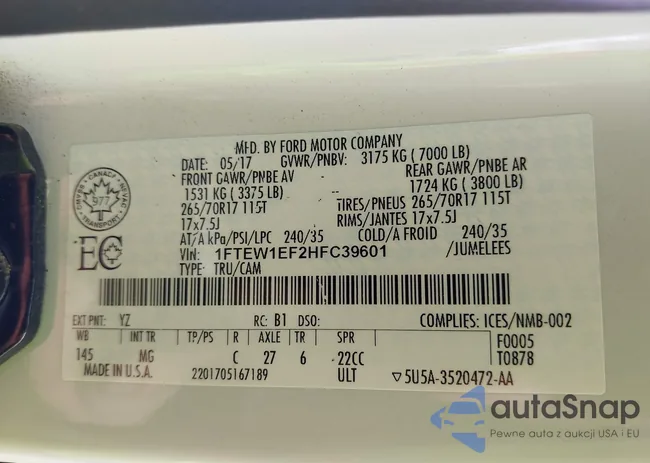 MFD. BY FORD MOTOR COMPANY
DATE: 05/17 GVWR/PNBV: 3175 KG ( 7000 LB)
FRONT GAWR/PNBE AV REAR GAWR/PNBE AR
1531 KG ( 3375 LB) 1724 KG ( 3800 LB)
265/70R17 115T TIRES/PNEUS 265/70R17 115T
17x7.5J RIMS/JANTES 17x7.5J
AT/A kPa/PSI/LPC 240/35 COLD/A FROID 240/35
VIN: 1FTEW1EF2HFC39601 /JUMELEES
TYPE: TRU/CAM
CANADA
977
TRANSPORT
EC
EXT PNT: YZ RC: B1 DSO: COMPLIES: ICES/NMB-002
WB INT TR TP/PS R AXLE TR SPR F0005
145 MG C 27 6 22CC T0878
MADE IN U.S.A. 2201705167189 ULT ▽5U5A-3520472-AA
autaSnap
Pewne auta z aukcji USA i EU